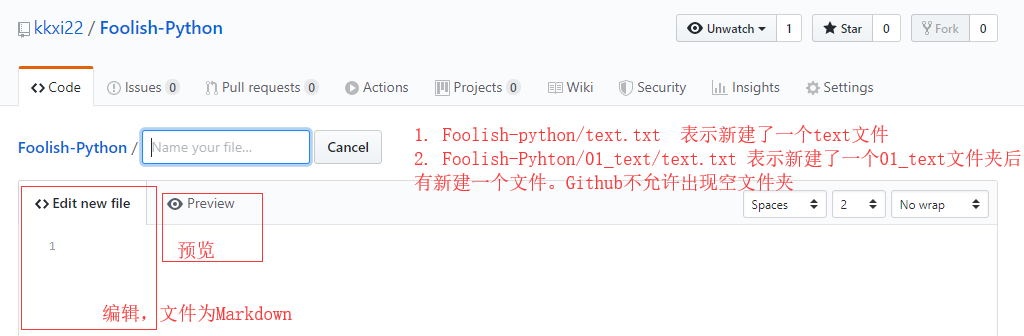 kkxi22 / Foolish-Python
Unwatch 1 Star 0 Fork 0
Code Issues 0 Pull requests 0 Actions Projects 0 Wiki Security Insights Settings
Foolish-Python / Name your file... Cancel
1. Foolish-python/text.txt 表示新建了一个text文件
2. Foolish-Pyhton/01_text/text.txt 表示新建了一个01_text文件夹后
有新建一个文件。Github不允许出现空文件夹
Edit new file Preview Spaces 2 No wrap
1
预览
编辑，文件为Markdown